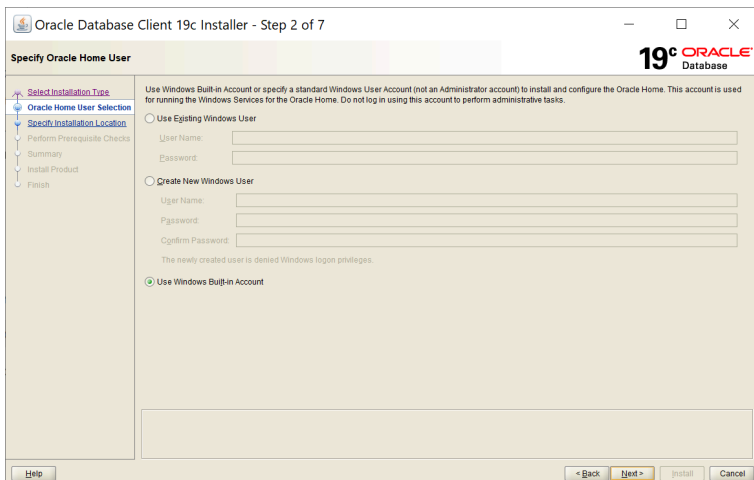 Oracle Database Client 19c Installer - Step 2 of 7
Specify Oracle Home User
19c ORACLE
Database
Select Installation Type
Oracle Home User Selection
Specify Installation Location
Perform Prerequisite Checks
Summary
Install Product
Finish
Use Windows Built-in Account or specify a standard Windows User Account (not an Administrator account) to install and configure the Oracle Home. This account is used
for running the Windows Services for the Oracle Home. Do not log in using this account to perform administrative tasks.
Use Existing Windows User
User Name:
Password:
Create New Windows User
User Name:
Password:
Confirm Password:
The newly created user is denied Windows logon privileges.
Use Windows Built-in Account
Help
< Back
Next >
Install
Cancel